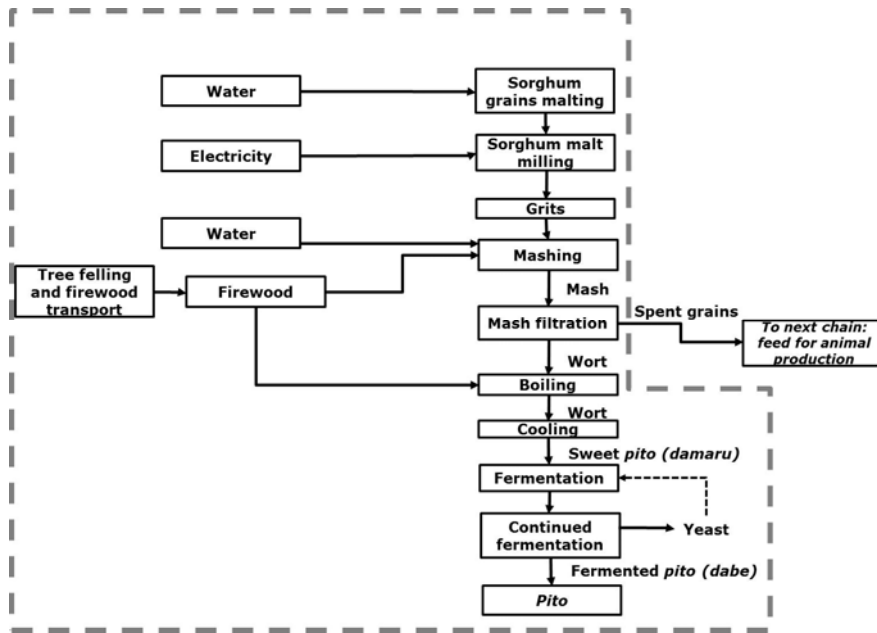 Water
Sorghum
grains malting
Electricity
Sorghum malt
milling
Grits
Water
Mashing
Tree felling
and firewood
transport
Firewood
Mash
Mash filtration
Spent grains
To next chain:
feed for animal
production
Wort
Boiling
Wort
Cooling
Sweet pito (damaru)
Fermentation
Continued
fermentation
Yeast
Fermented pito (dabe)
Pito